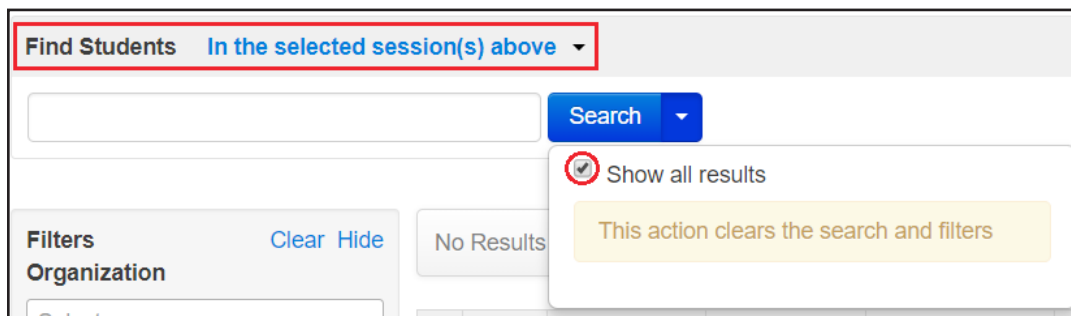 Find Students In the selected session(s) above
Search
Show all results
This action clears the search and filters
Filters Clear Hide
Organization
No Results